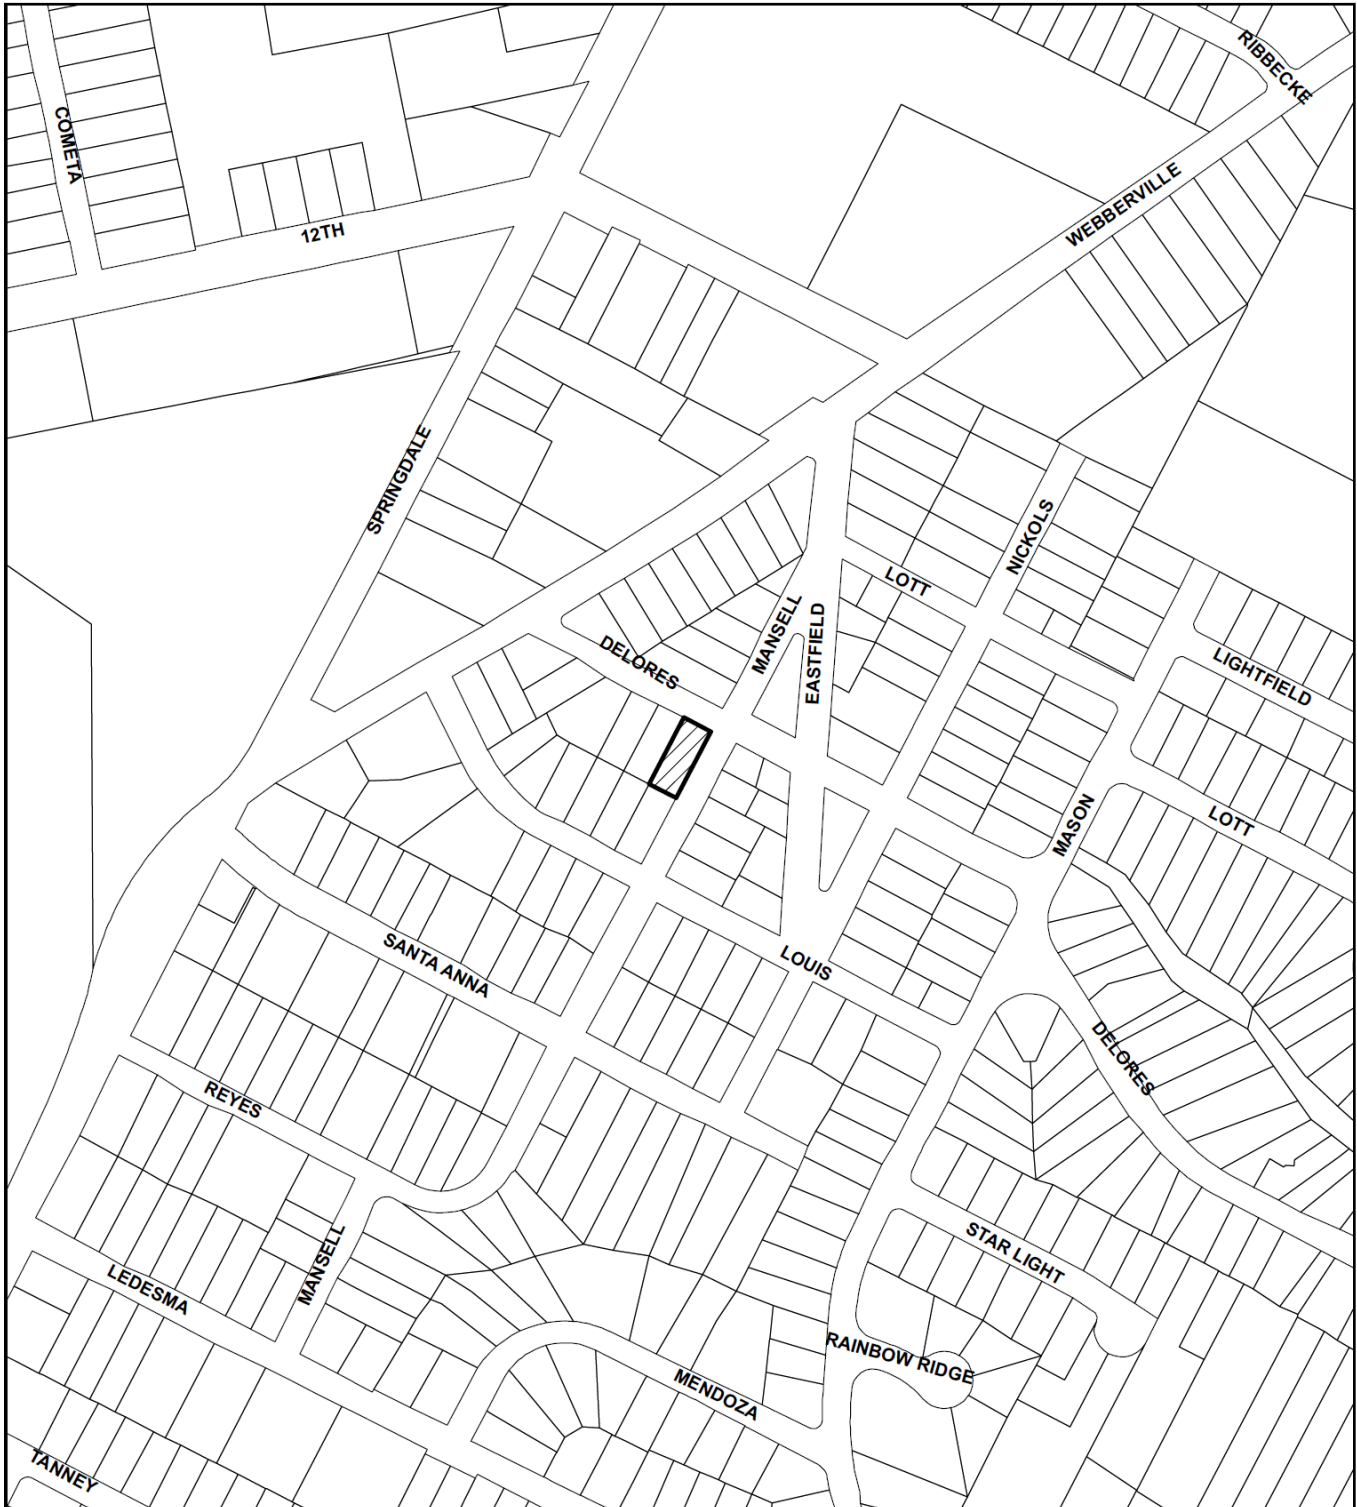 RIBBECKE
COMETA
WEBBERVILLE
12TH
SPRINGDALE
NICKOLS
LOTT
MANSELL
EASTFIELD
DELORES
LIGHTFIELD
LOTT
MASON
SANTA ANNA
LOUIS
DELORES
REYES
STAR LIGHT
MANSELL
LEDESMA
RAINBOW RIDGE
MENDOZA
TANNEY